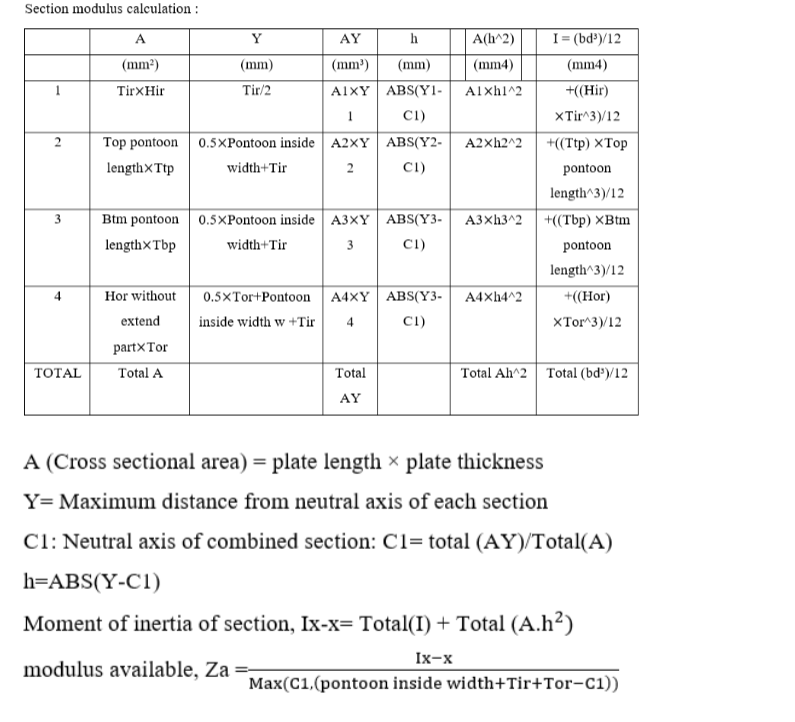 Section modulus calculation :
A Y AY h A(h^2) I = (bd³)/12
(mm²) (mm) (mm³) (mm) (mm4) (mm4)
1 Tir×Hir Tir/2 A1×Y ABS(Y1- A1×h1^2 +((Hir)
1 C1) ×Tir^3)/12
2 Top pontoon 0.5×Pontoon inside A2×Y ABS(Y2- A2×h2^2 +((Ttp) ×Top
length×Ttp width+Tir 2 C1) pontoon
length^3)/12
3 Btm pontoon 0.5×Pontoon inside A3×Y ABS(Y3- A3×h3^2 +((Tbp) ×Btm
length×Tbp width+Tir 3 C1) pontoon
length^3)/12
4 Hor without 0.5×Tor+Pontoon A4×Y ABS(Y3- A4×h4^2 +((Hor)
extend inside width w +Tir 4 C1) ×Tor^3)/12
part×Tor
TOTAL Total A Total Total Ah^2 Total (bd³)/12
AY
A (Cross sectional area) = plate length × plate thickness
Y= Maximum distance from neutral axis of each section
C1: Neutral axis of combined section: C1= total (AY)/Total(A)
h=ABS(Y-C1)
Moment of inertia of section, Ix-x= Total(I) + Total (A.h²)
Ix−x
modulus available, Za =
Max(C1,(pontoon inside width+Tir+Tor−C1))